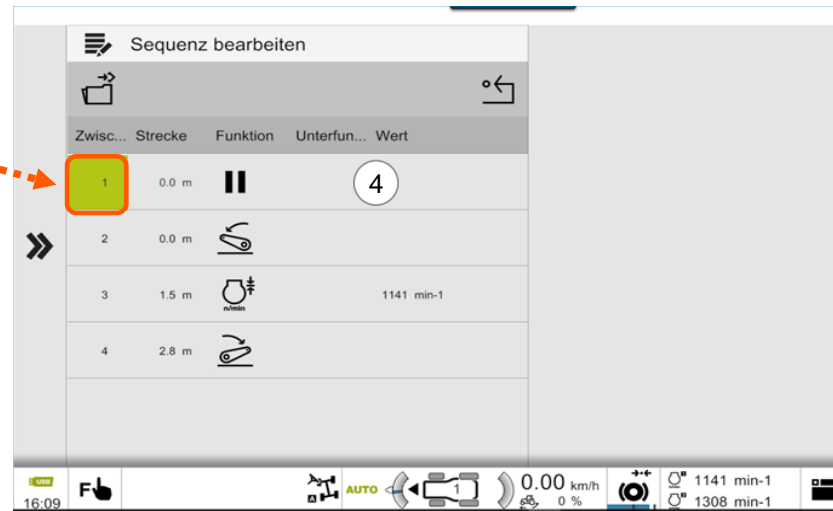 Sequenz bearbeiten
Zwisc... Strecke Funktion Unterfun... Wert
1 0.0 m 4
2 0.0 m
3 1.5 m n/min 1141 min-1
4 2.8 m
USB
16:09 F AUTO 1 0.00 km/h 0 % 1141 min-1
1308 min-1